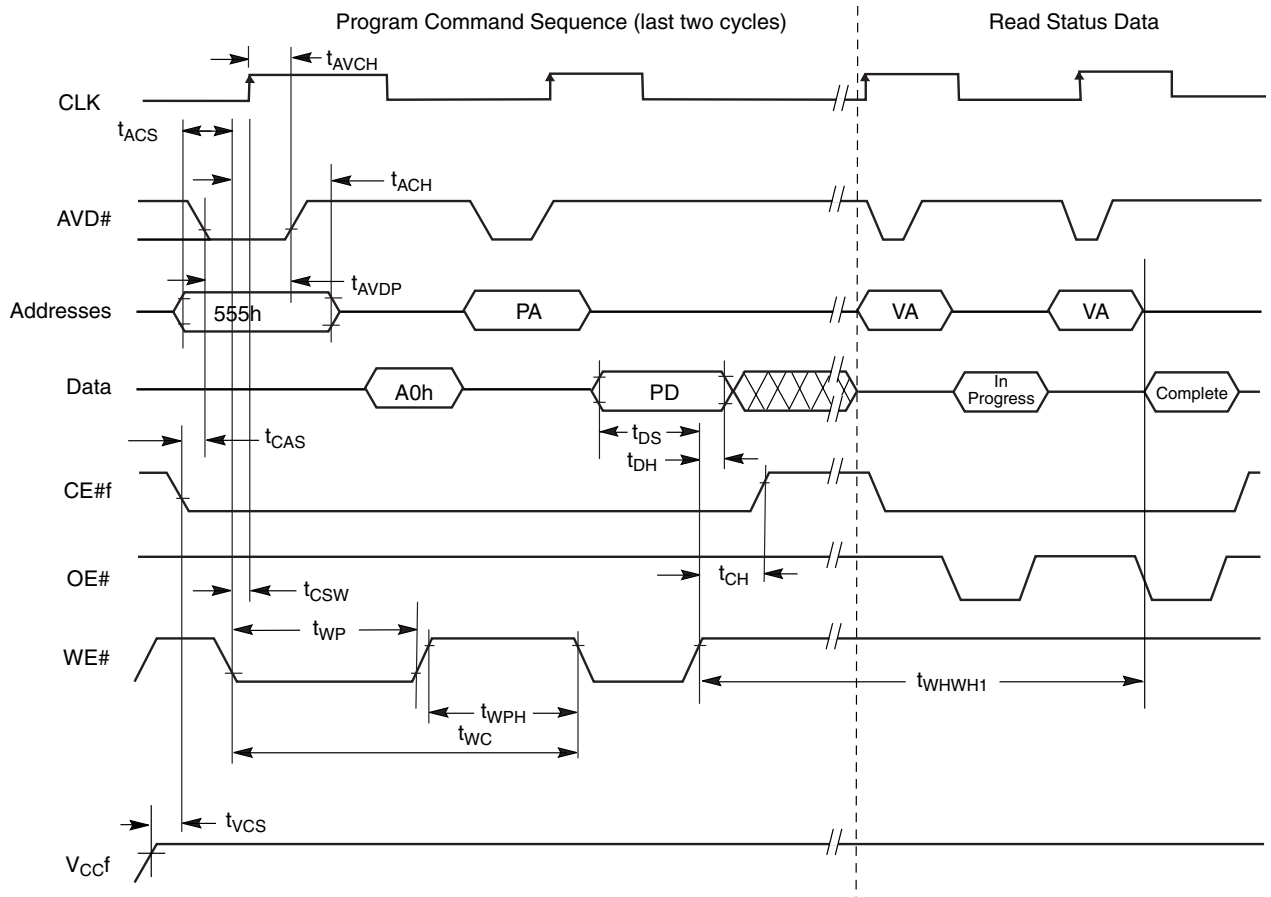 Program Command Sequence (last two cycles)
Read Status Data
tAVCH
CLK
tACS
tACH
AVD#
tAVDP
Addresses
555h
PA
VA
VA
Data
A0h
PD
In
Progress
Complete
tCAS
tDS
tDH
CE#f
OE#
tCSW
tCH
tWP
WE#
tWHWH1
tWPH
tWC
tVCS
VCCf